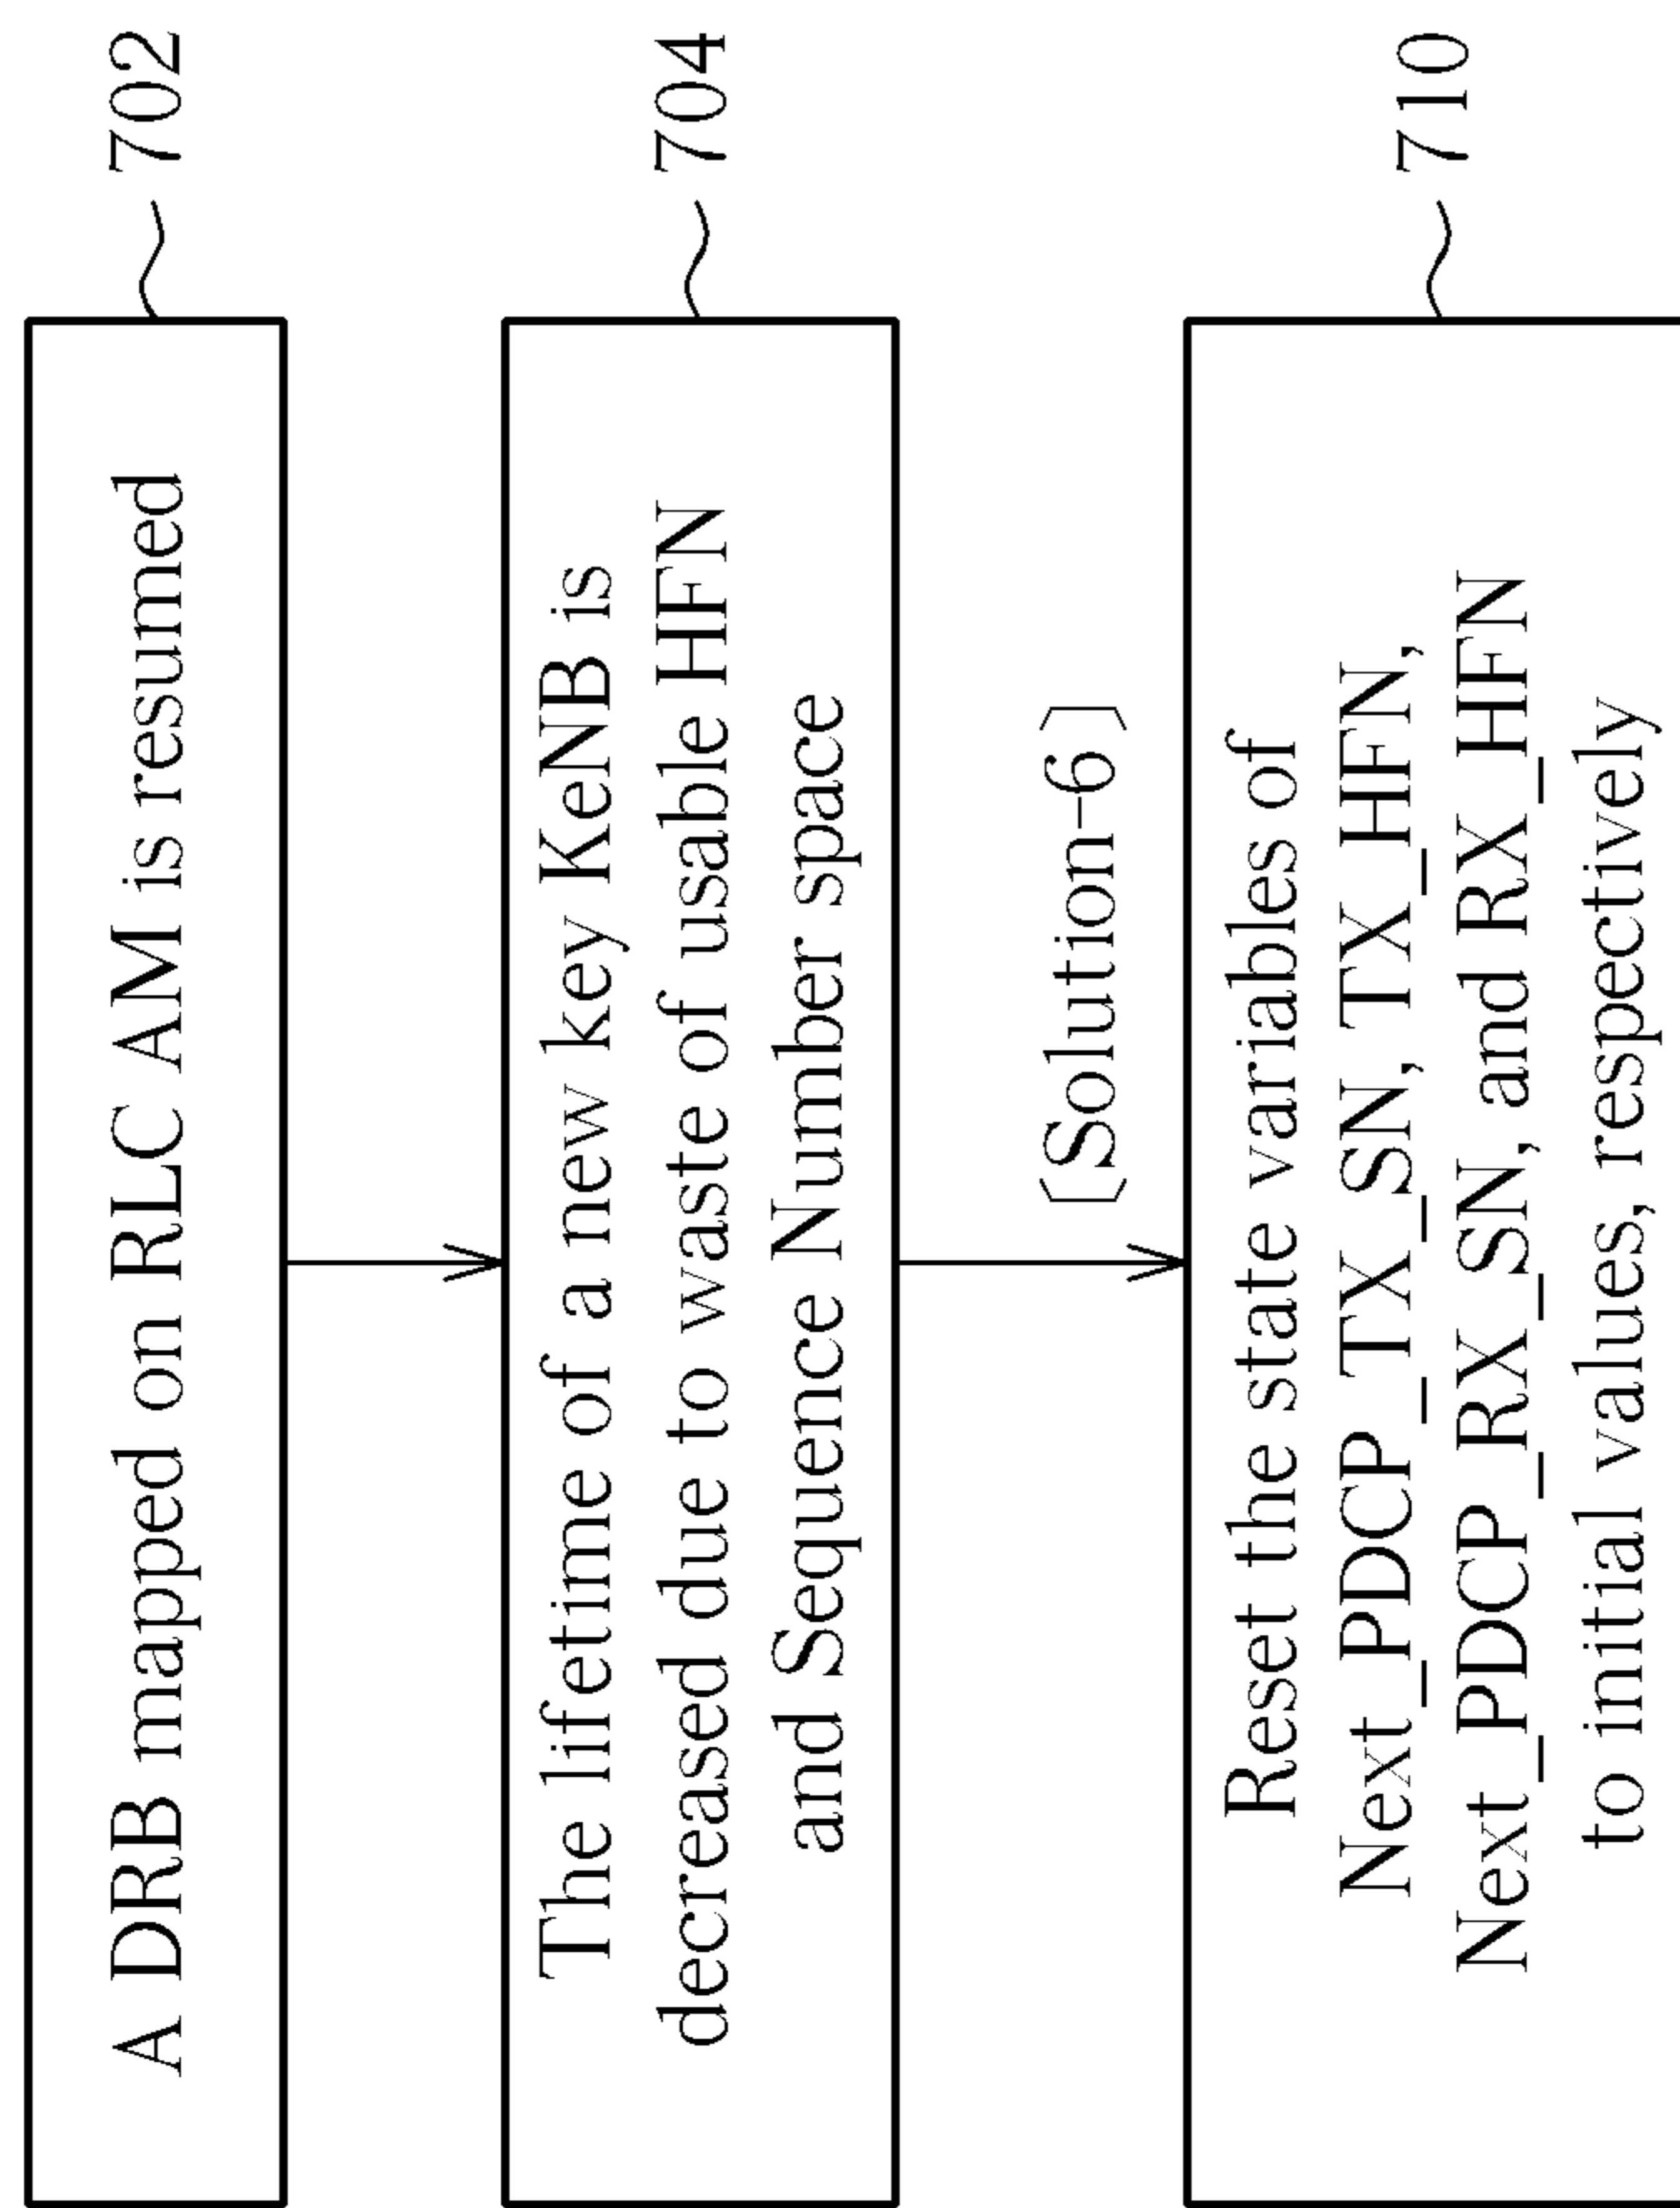 A DRB mapped on RLC AM is resumed
702
The lifetime of a new key KeNB is
decreased due to waste of usable HFN
and Sequence Number space
704
(Solution-6)
Reset the state variables of
Next_PDCP_TX_SN, TX_HFN,
Next_PDCP_RX_SN, and RX_HFN
to initial values, respectively
710